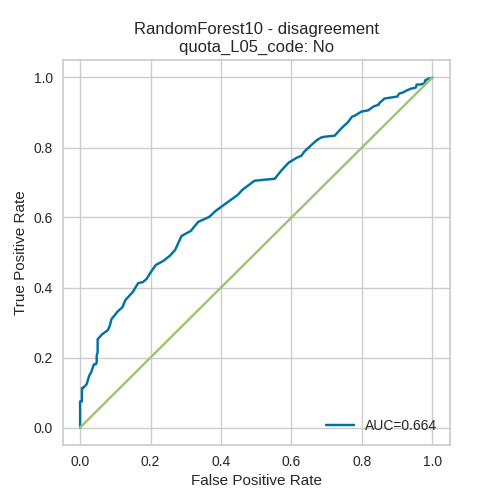 RandomForest10 - disagreement
quota_L05_code: No
1.0
0.8
0.6
0.4
0.2
0.0
True Positive Rate
AUC=0.664
0.0 0.2 0.4 0.6 0.8 1.0
False Positive Rate